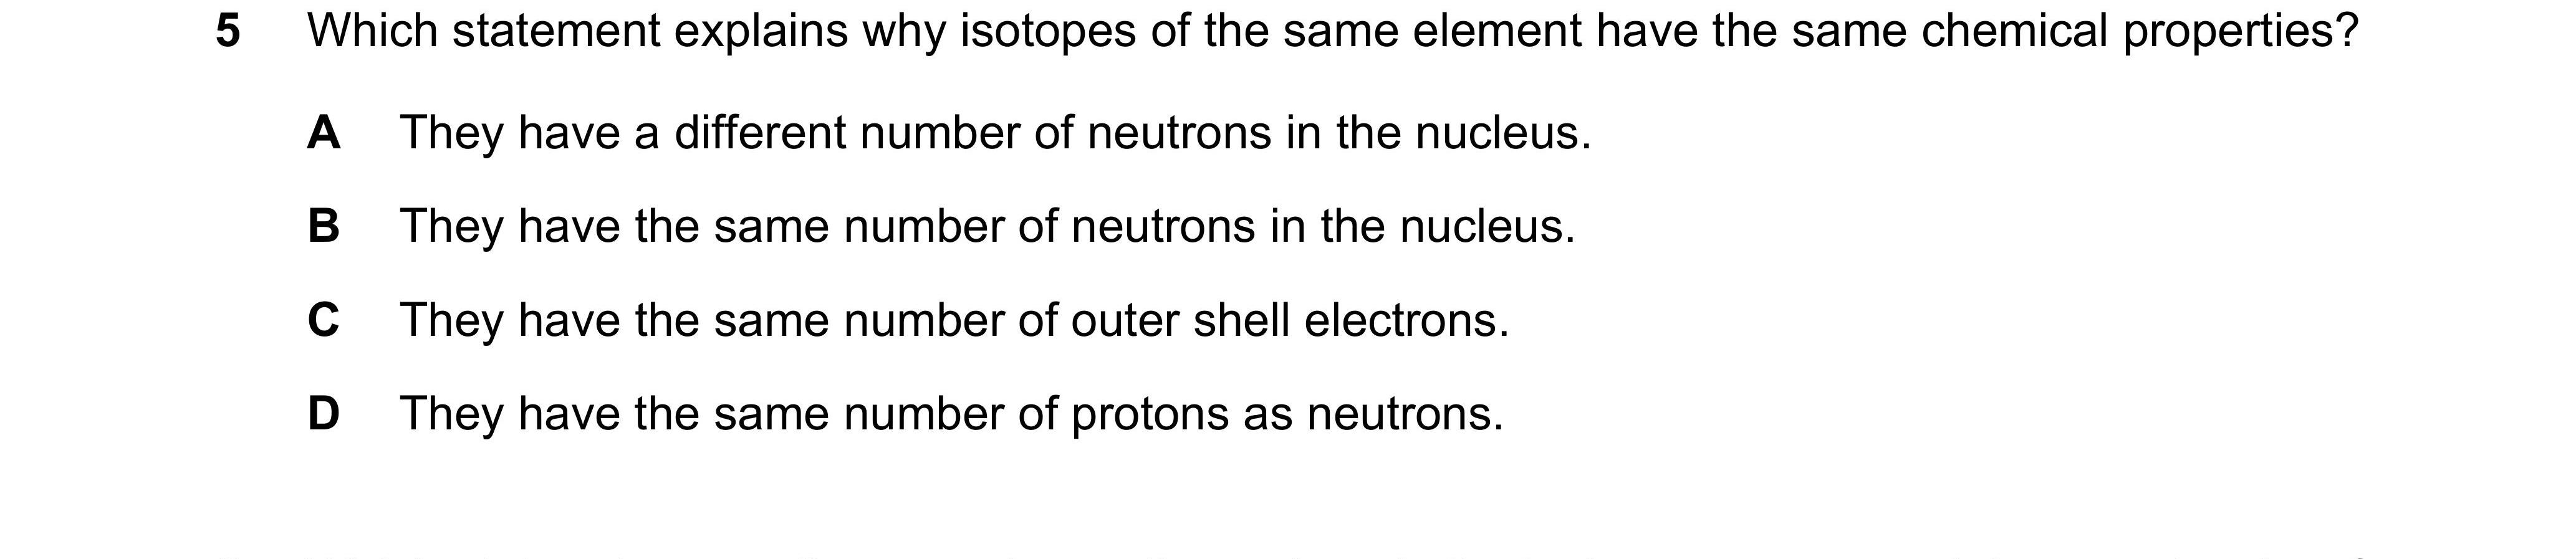 5 Which statement explains why isotopes of the same element have the same chemical properties?
A They have a different number of neutrons in the nucleus.
B They have the same number of neutrons in the nucleus.
C They have the same number of outer shell electrons.
D They have the same number of protons as neutrons.